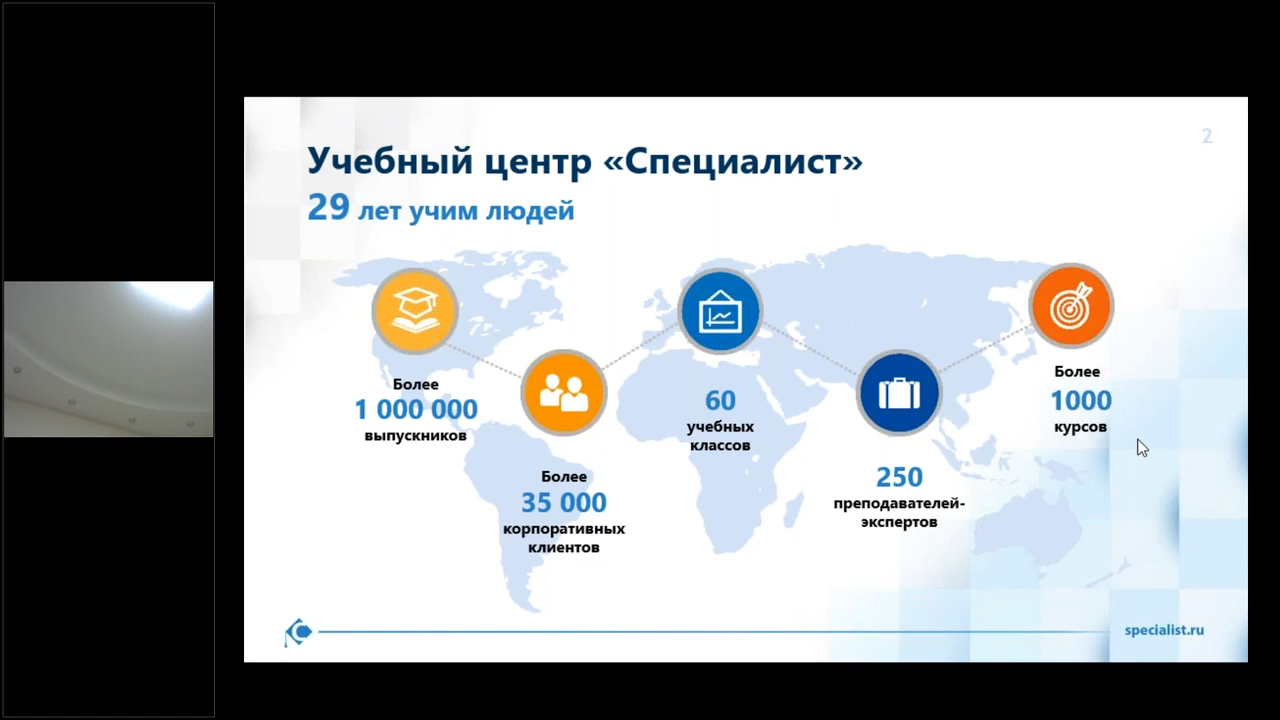 2
Учебный центр «Специалист»
29 лет учим людей
Более
1 000 000
выпускников
Более
35 000
корпоративных
клиентов
60
учебных
классов
250
преподавателей-
экспертов
Более
1000
курсов
specialist.ru